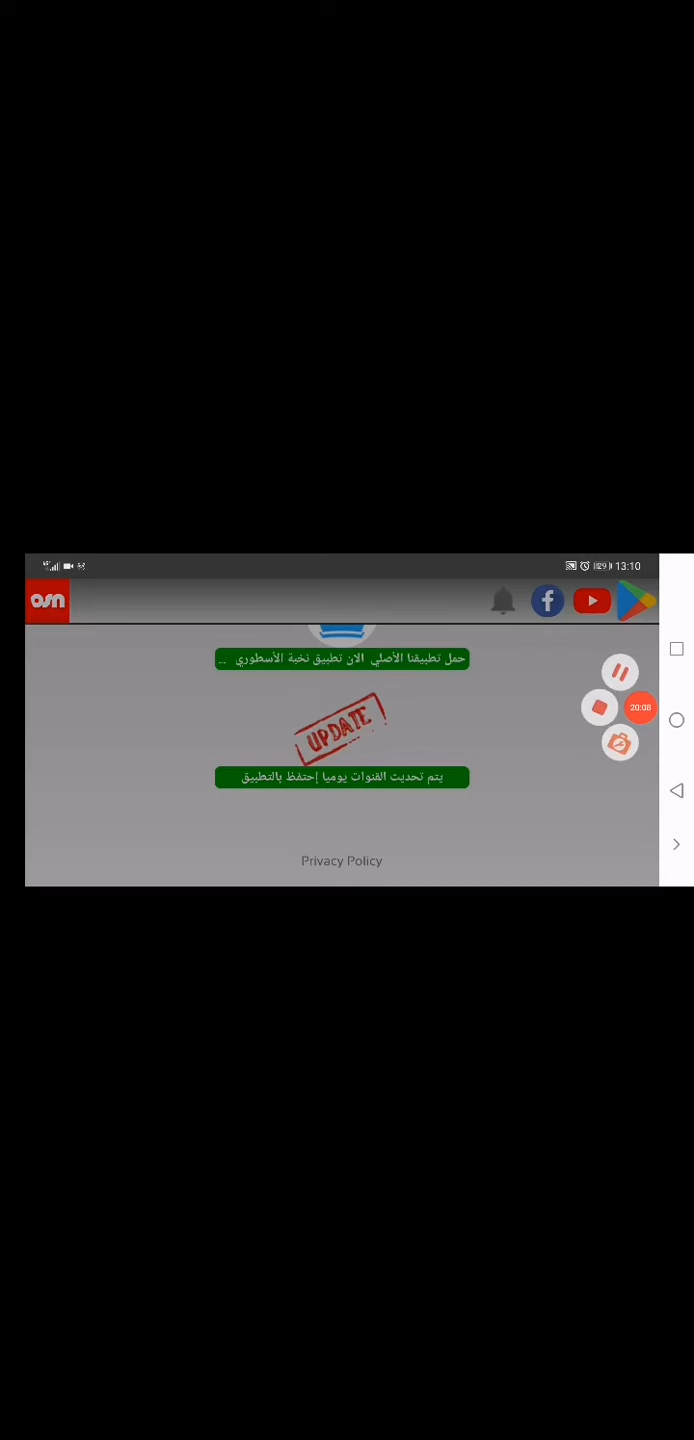 29 13:10
OSN
حمل تطبيقنا الأصلي الان تطبيق نخبة الأسطوري ...
20:08
UPDATE
يتم تحديث القنوات يوميا إحتفظ بالتطبيق
Privacy Policy